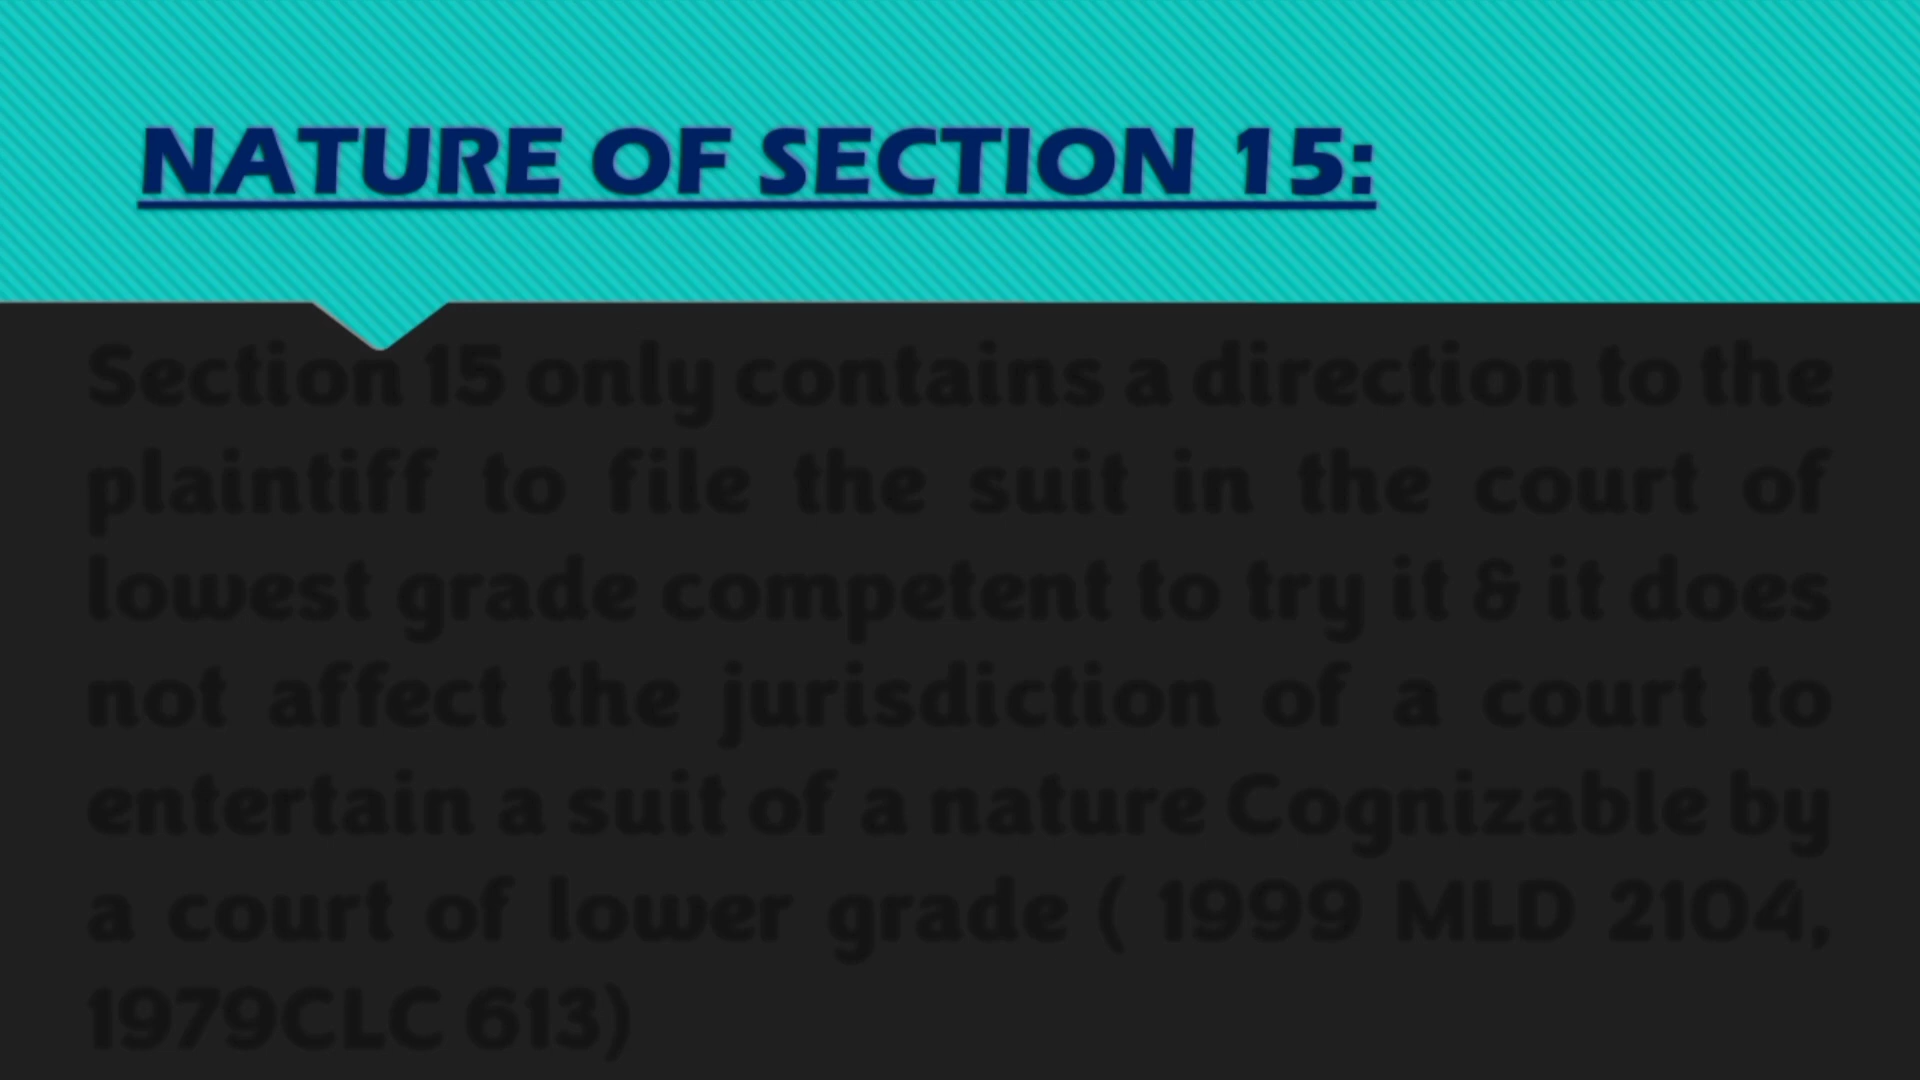 NATURE OF SECTION 15:
Section 15 only contains a direction to the
plaintiff to file the suit in the court of
lowest grade competent to try it & it does
not affect the jurisdiction of a court to
entertain a suit of a nature Cognizable by
a court of lower grade ( 1999 MLD 2104,
1979CLC 613)